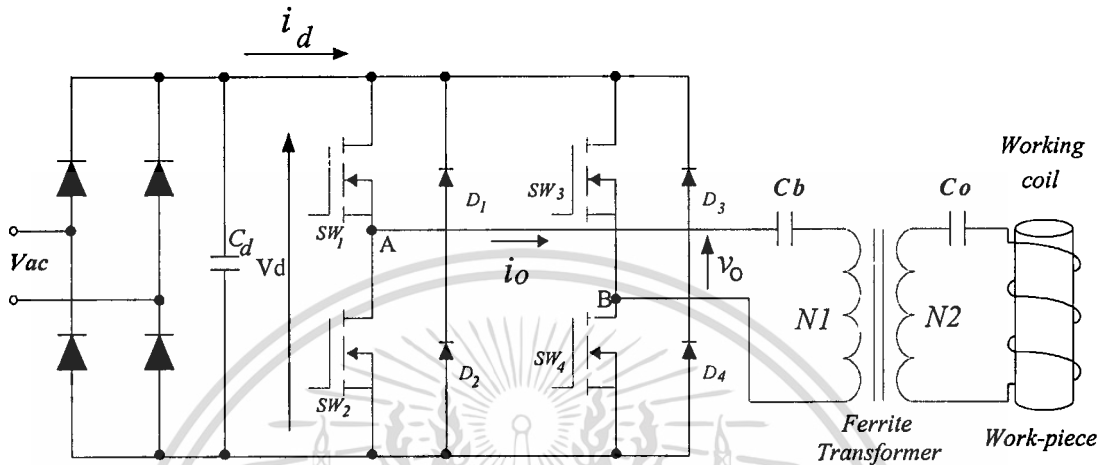 i_d
Vac
C_d
Vd
SW_1
SW_2
A
D_1
D_2
i_o
SW_3
SW_4
B
D_3
D_4
v_o
Cb
N1
N2
Ferrite
Transformer
Co
Working
coil
Work-piece